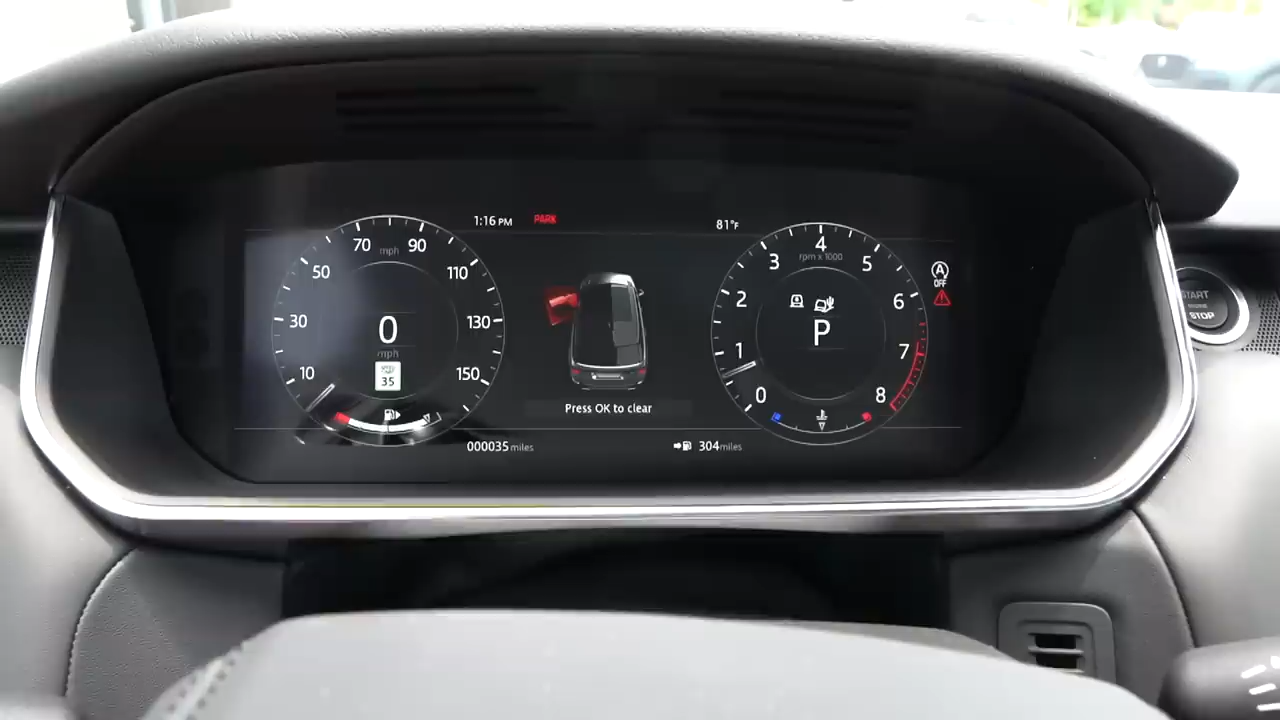 1:16 PM PARK 81°F
10 30 50 70 90 110 130 150
mph
0
mph
35
Press OK to clear
000035 miles
304 miles
0 1 2 3 4 5 6 7 8
rpm x 1000
P
A
OFF
START
STOP